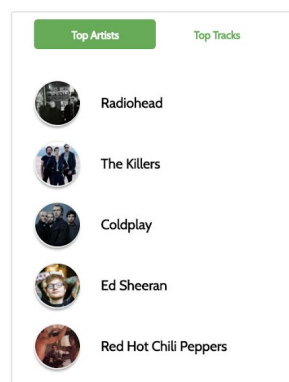 Top Artists Top Tracks
Radiohead
The Killers
Coldplay
Ed Sheeran
Red Hot Chili Peppers